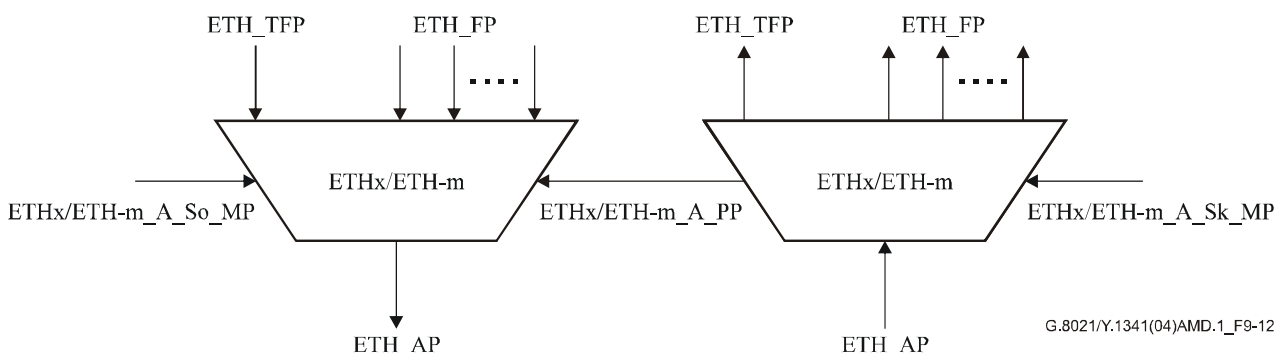 ETH_TFP
ETH_FP
ETH_TFP
ETH_FP
ETHx/ETH-m
ETHx/ETH-m
ETHx/ETH-m_A_So_MP
ETHx/ETH-m_A_PP
ETHx/ETH-m_A_Sk_MP
ETH_AP
ETH_AP
G.8021/Y.1341(04)AMD.1_F9-12